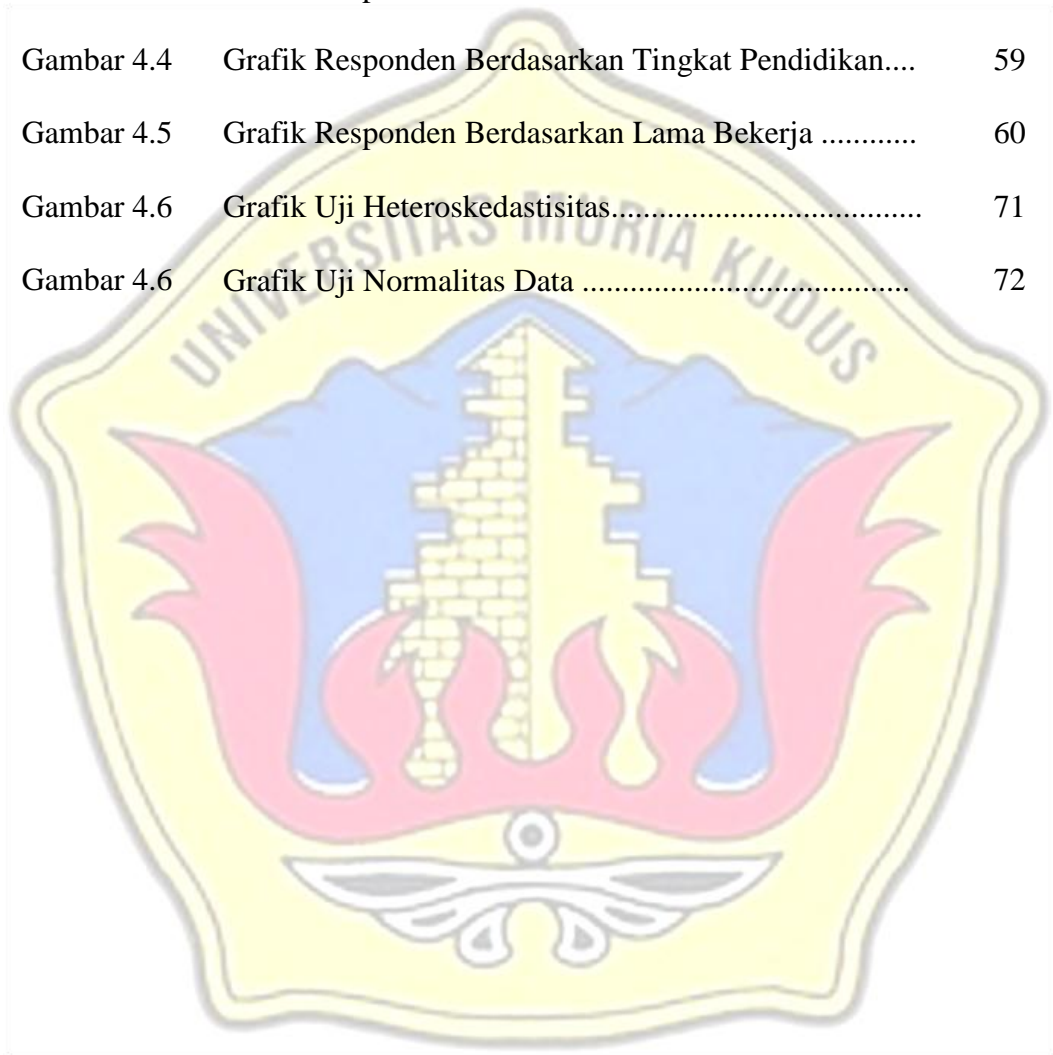 Gambar 4.4 Grafik Responden Berdasarkan Tingkat Pendidikan.... 59
Gambar 4.5 Grafik Responden Berdasarkan Lama Bekerja ............ 60
Gambar 4.6 Grafik Uji Heteroskedastisitas....................................... 71
Gambar 4.6 Grafik Uji Normalitas Data ......................................... 72
UNIVERSITAS MURIA KUDUS